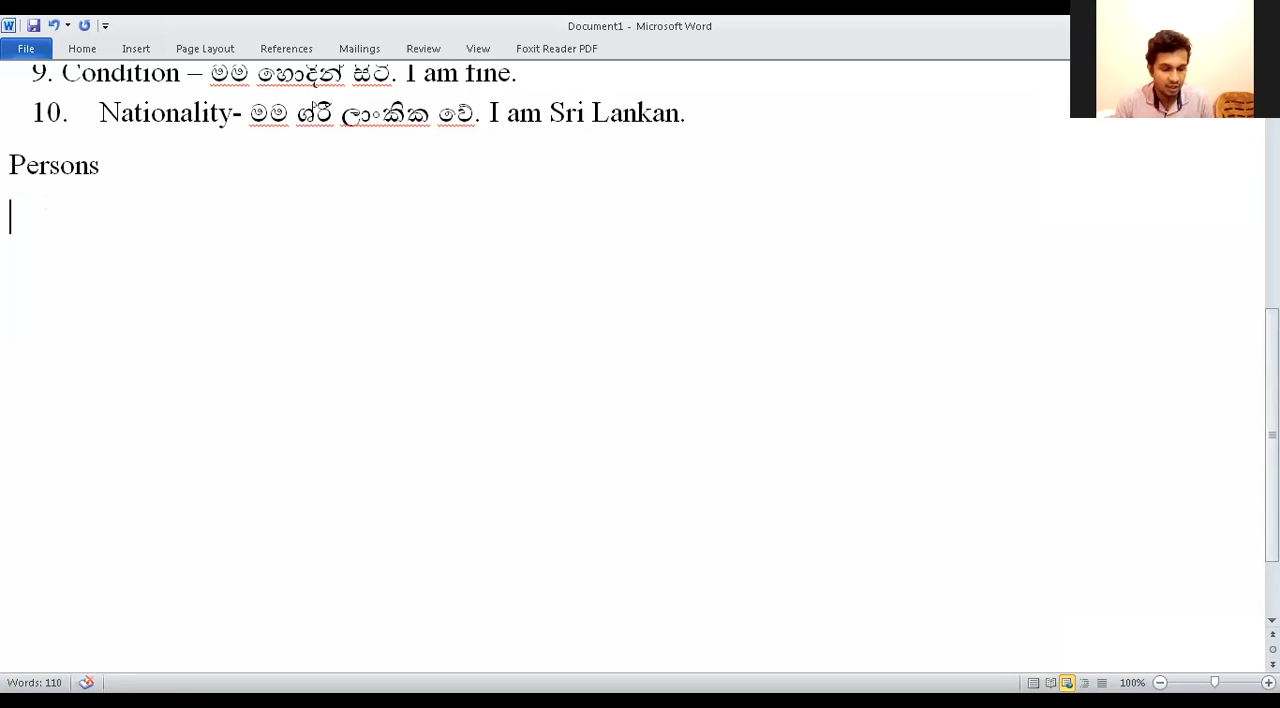 Document1 - Microsoft Word
File Home Insert Page Layout References Mailings Review View Foxit Reader PDF
9. Condition – මම හොදින් සිටි. I am fine.
10. Nationality- මම ශ්රී ලාංකික වේ. I am Sri Lankan.
Persons
Words: 110
100%